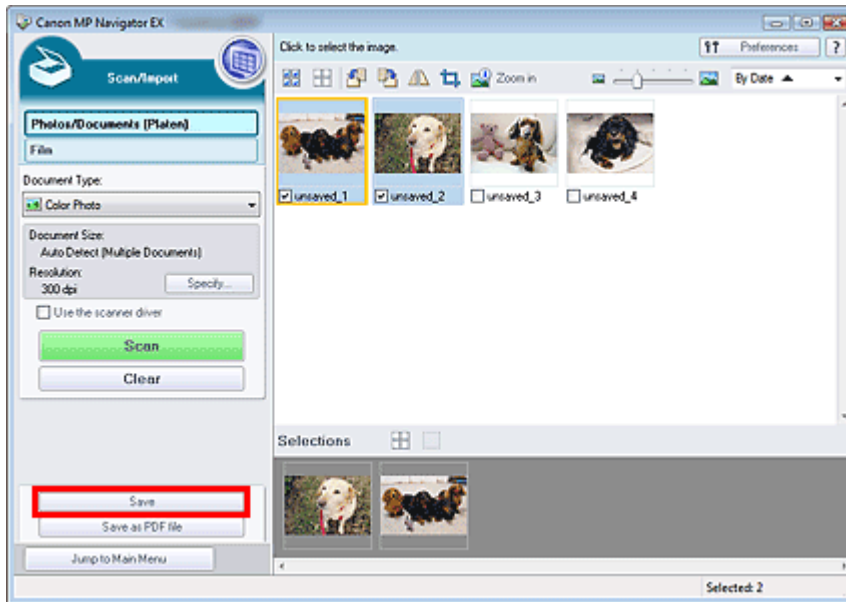 Canon MP Navigator EX
Scan/Import
Photos/Documents (Platen)
Film
Document Type:
Color Photo
Document Size:
Auto Detect (Multiple Documents)
Resolution:
300 dpi
Specify...
Use the scanner driver
Scan
Clear
Save
Save as PDF file
Jump to Main Menu
Click to select the image.
Preferences
?
Zoom in
By Date
unsaved_1
unsaved_2
unsaved_3
unsaved_4
Selections
Selected: 2